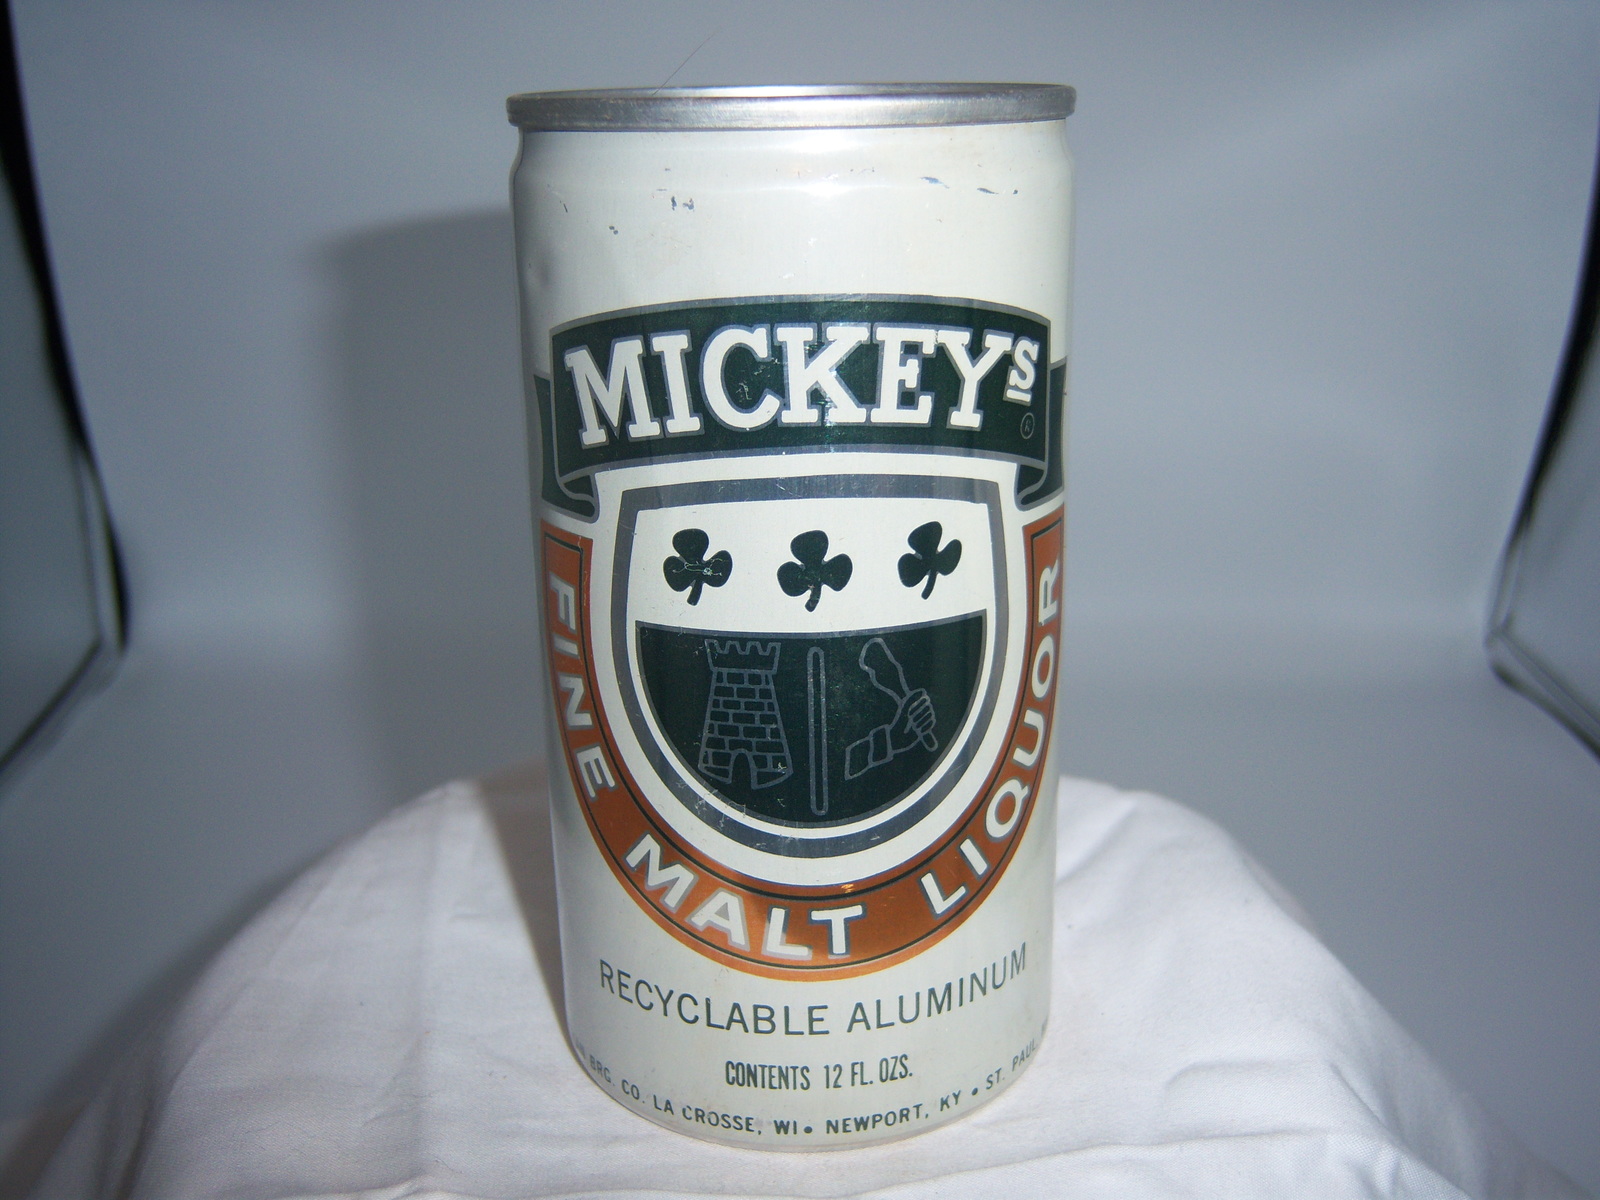 MICKEYS
®
FINE MALT LIQUOR
RECYCLABLE ALUMINUM
CONTENTS 12 FL. OZS.
BRG. CO. LA CROSSE, WI • NEWPORT, KY • ST. PAUL,